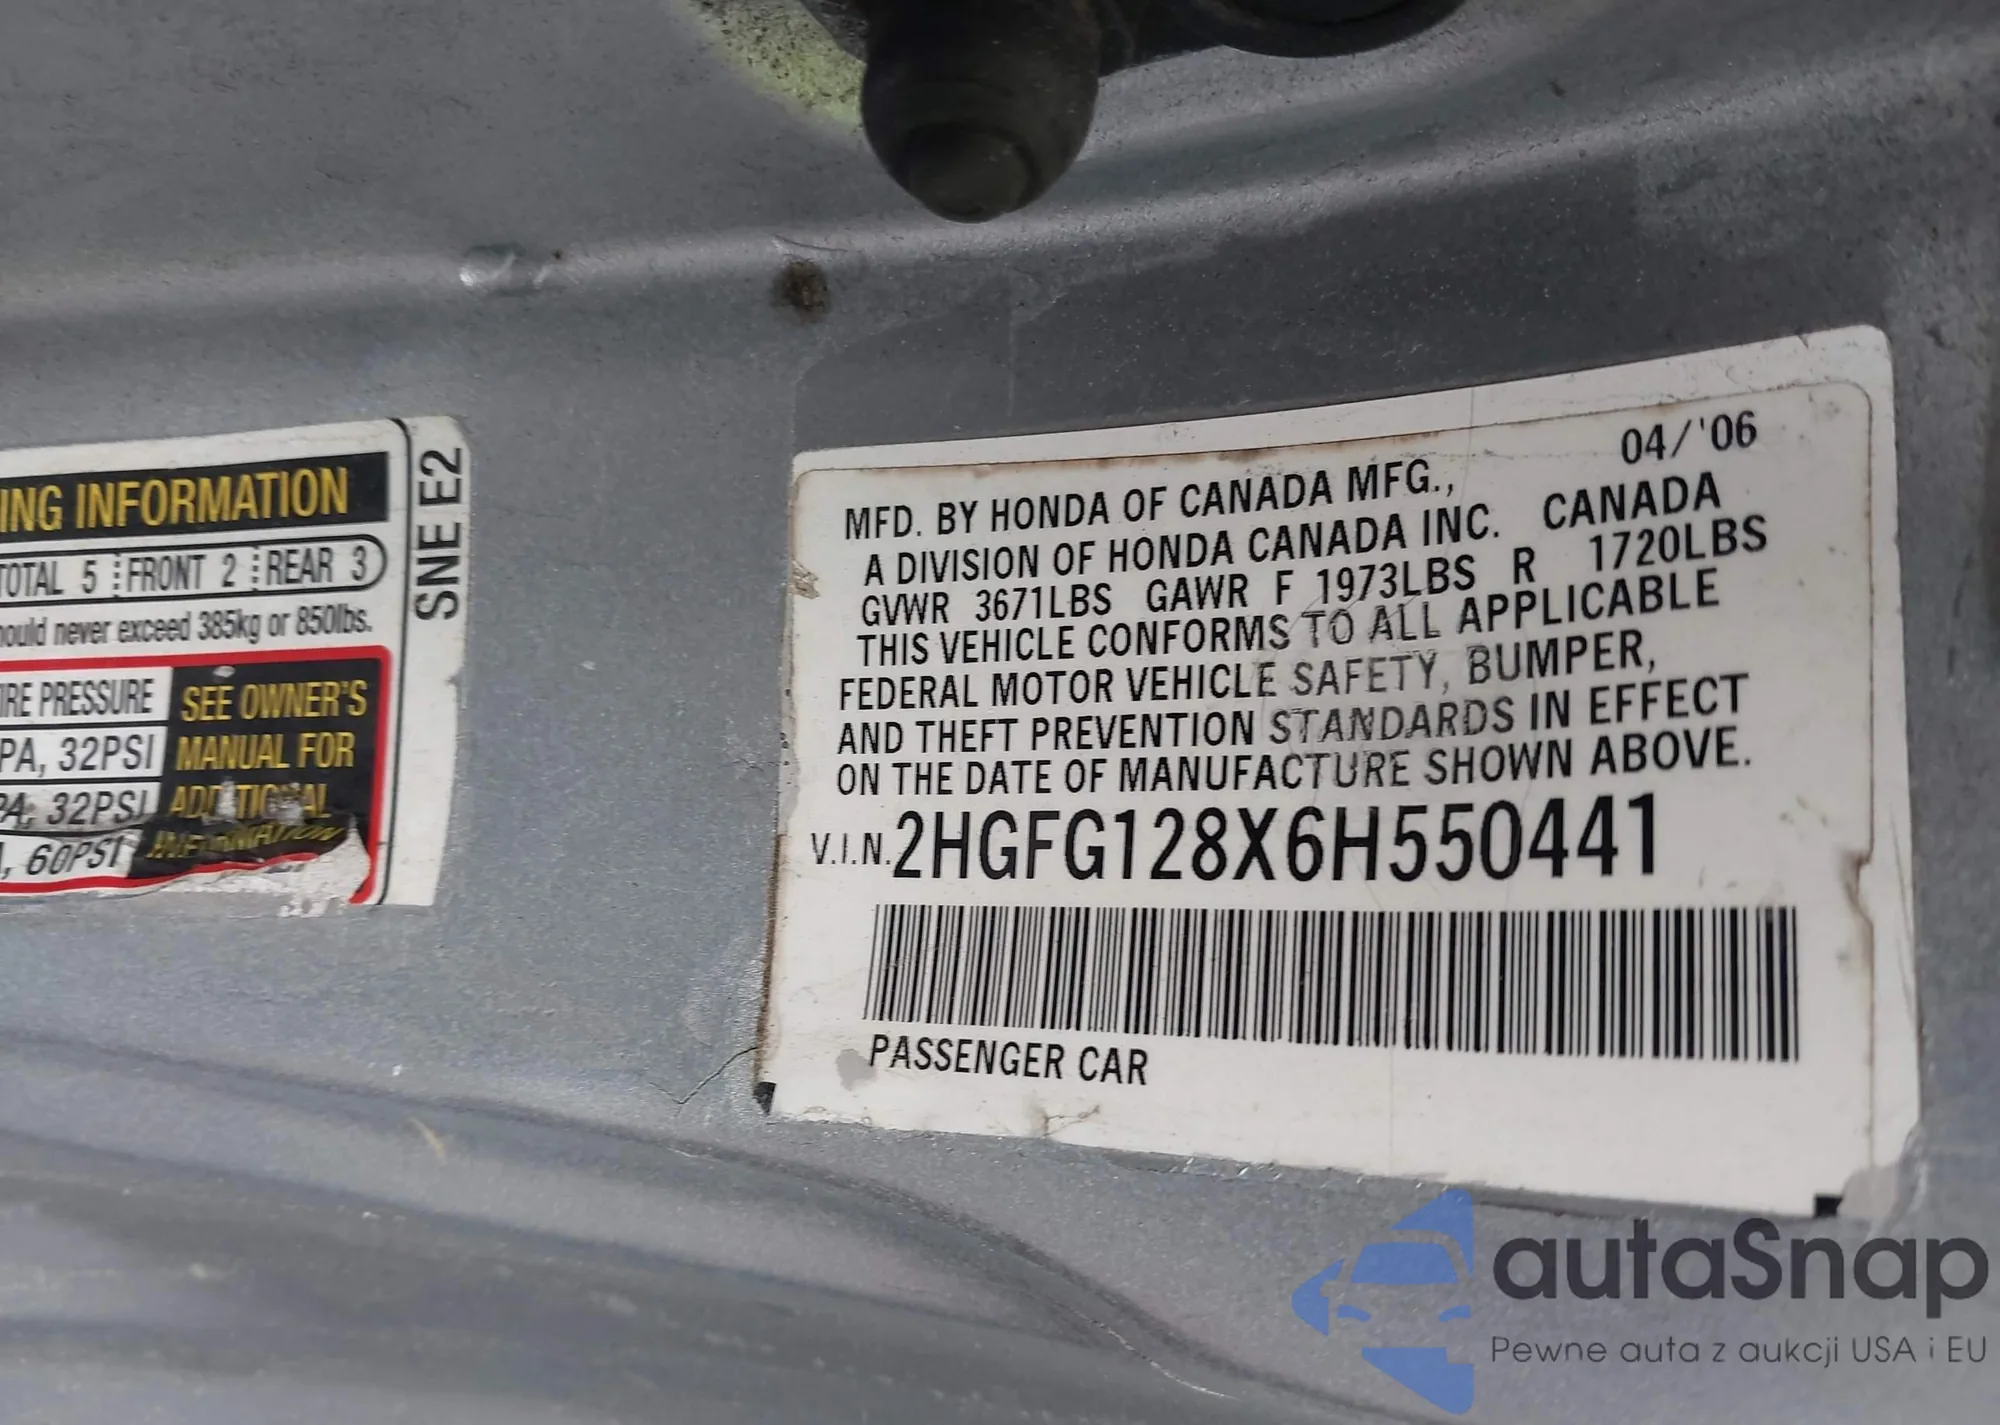 ING INFORMATION
TOTAL 5 FRONT 2 REAR 3
ould never exceed 385kg or 850lbs.
IRE PRESSURE
PA, 32PSI
PA, 32PSI
A, 60PSI
SEE OWNER'S
MANUAL FOR
ADDITIONAL
INFORMATION
SNE E2
04/'06
MFD. BY HONDA OF CANADA MFG.,
A DIVISION OF HONDA CANADA INC. CANADA
GVWR 3671LBS GAWR F 1973LBS R 1720LBS
THIS VEHICLE CONFORMS TO ALL APPLICABLE
FEDERAL MOTOR VEHICLE SAFETY, BUMPER,
AND THEFT PREVENTION STANDARDS IN EFFECT
ON THE DATE OF MANUFACTURE SHOWN ABOVE.
V.I.N. 2HGFG128X6H550441
PASSENGER CAR
autaSnap
Pewne auta z aukcji USA i EU